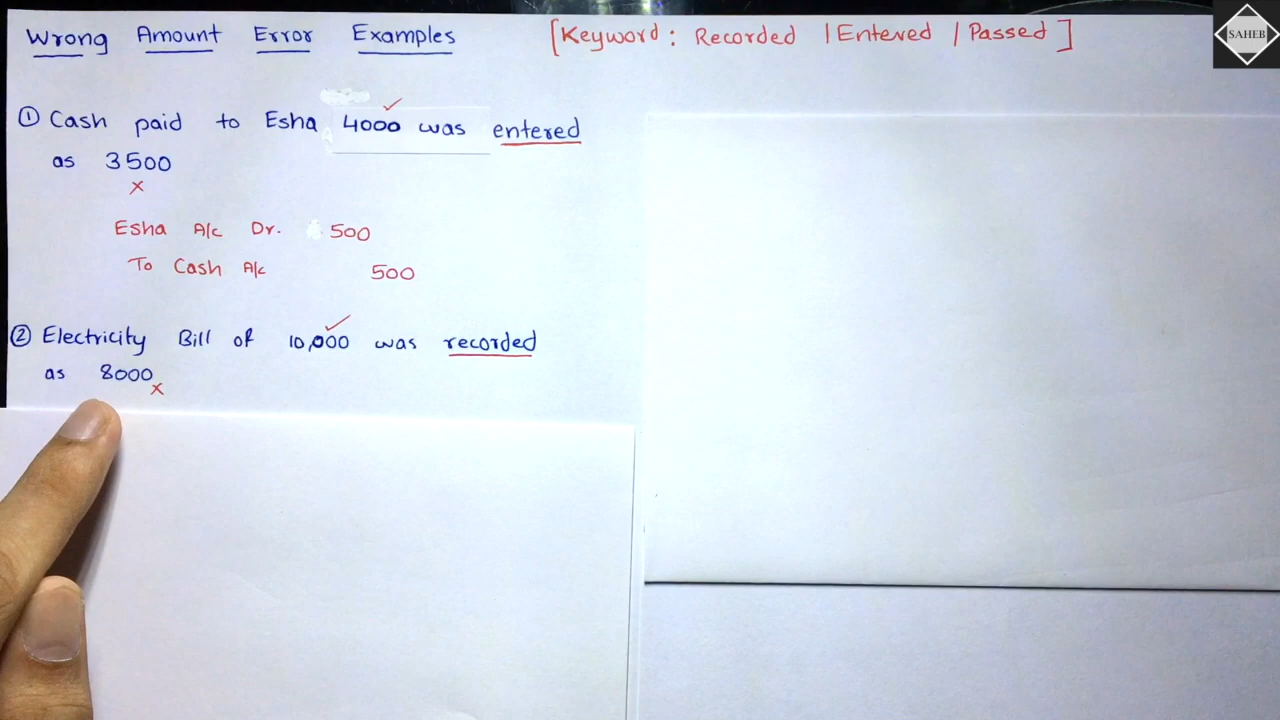 Wrong Amount Error Examples [Keyword : Recorded | Entered | Passed ]
SAHEB
① Cash paid to Esha 4000 was entered
as 3500
Esha A/c Dr. 500
To Cash A/c 500
② Electricity Bill of 10,000 was recorded
as 8000